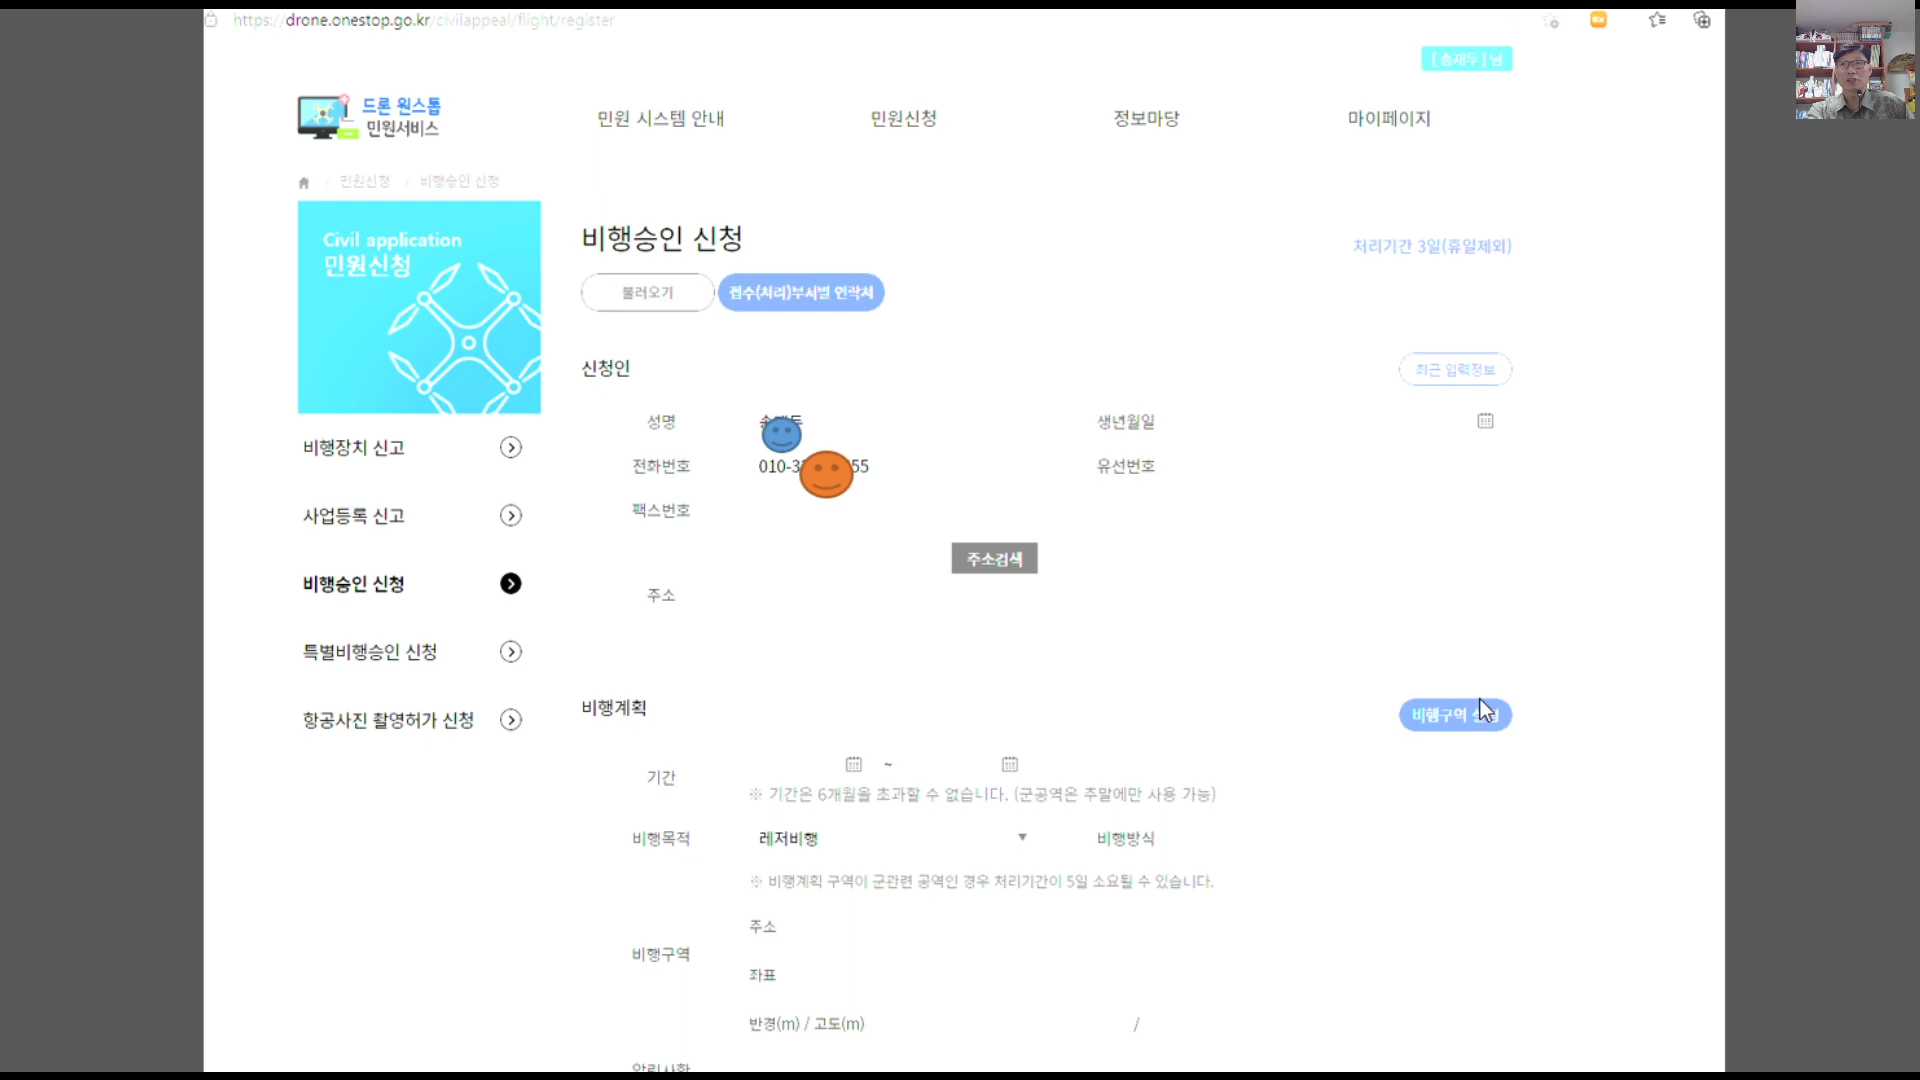 https://drone.onestop.go.kr/civilappeal/flight/register
[ 송재두 ] 님
드론 원스톱
민원서비스
민원 시스템 안내
민원신청
정보마당
마이페이지
민원신청 › 비행승인 신청
Civil application
민원신청
비행장치 신고
사업등록 신고
비행승인 신청
특별비행승인 신청
항공사진 촬영허가 신청
비행승인 신청
처리기간 3일(휴일제외)
불러오기
접수(처리)부서별 연락처
신청인
최근 입력정보
성명
생년월일
전화번호 010-3 55
유선번호
팩스번호
주소검색
주소
비행계획
비행구역
기간 ~
※ 기간은 6개월을 초과할 수 없습니다. (군공역은 주말에만 사용 가능)
비행목적 레저비행 ▼ 비행방식
※ 비행계획 구역이 군관련 공역인 경우 처리기간이 5일 소요될 수 있습니다.
비행구역
주소
좌표
반경(m) / 고도(m) /